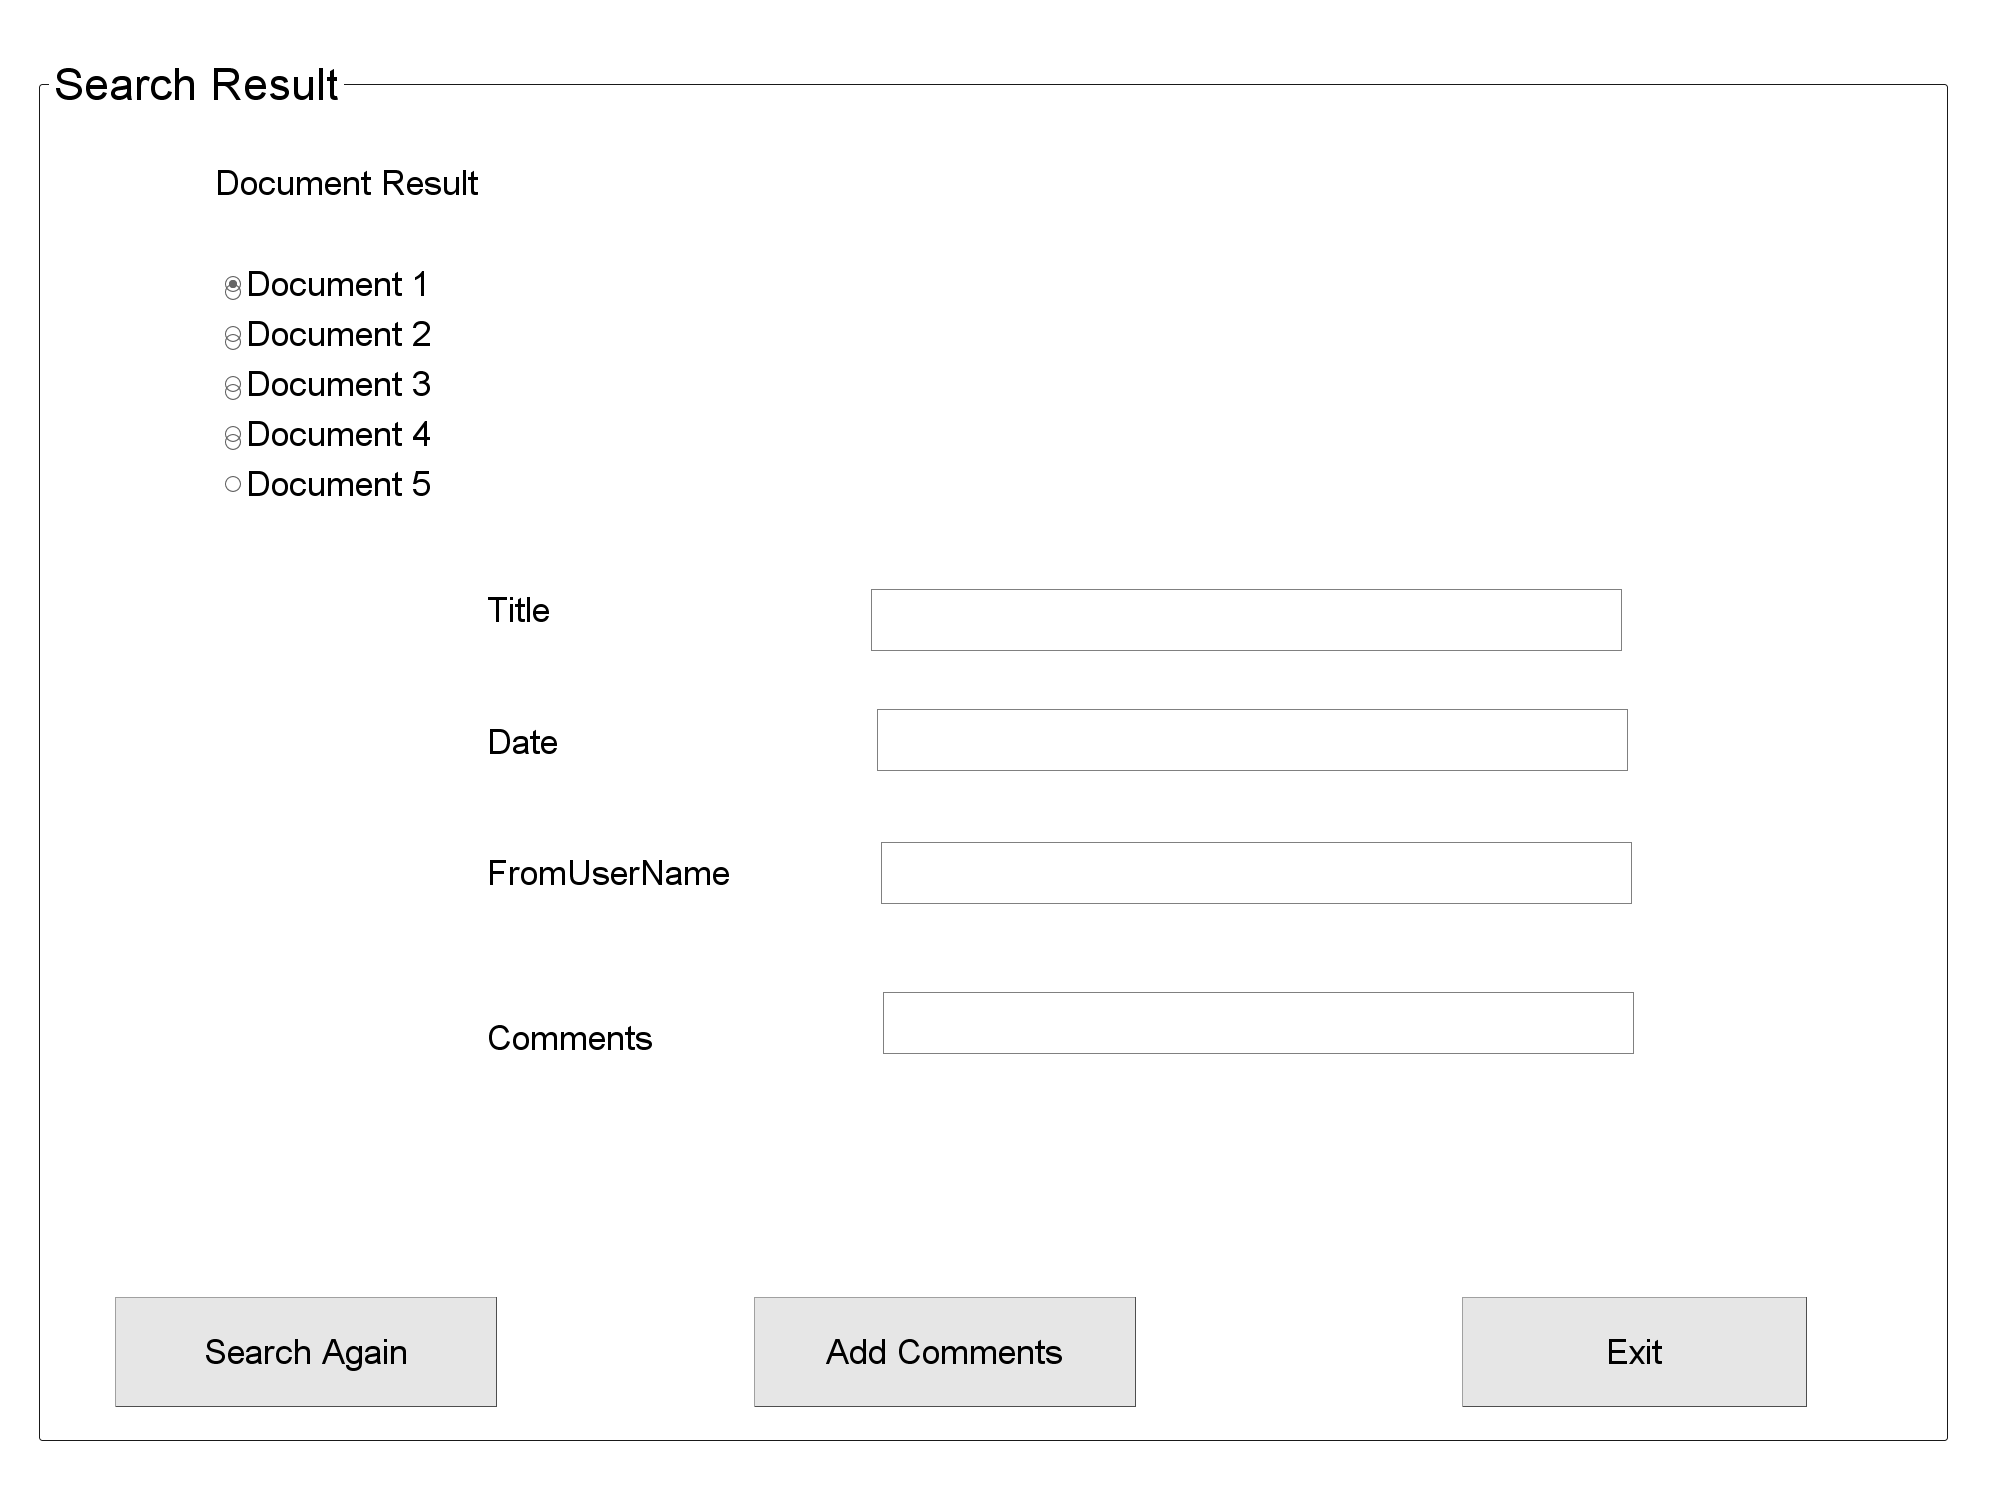 Search Result
Document Result
Document 1
Document 2
Document 3
Document 4
Document 5
Title
Date
FromUserName
Comments
Search Again
Add Comments
Exit